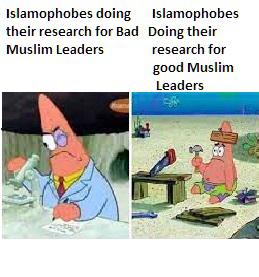 Islamophobes doing
their research for Bad
Muslim Leaders
Islamophobes
Doing their
research for
good Muslim
Leaders